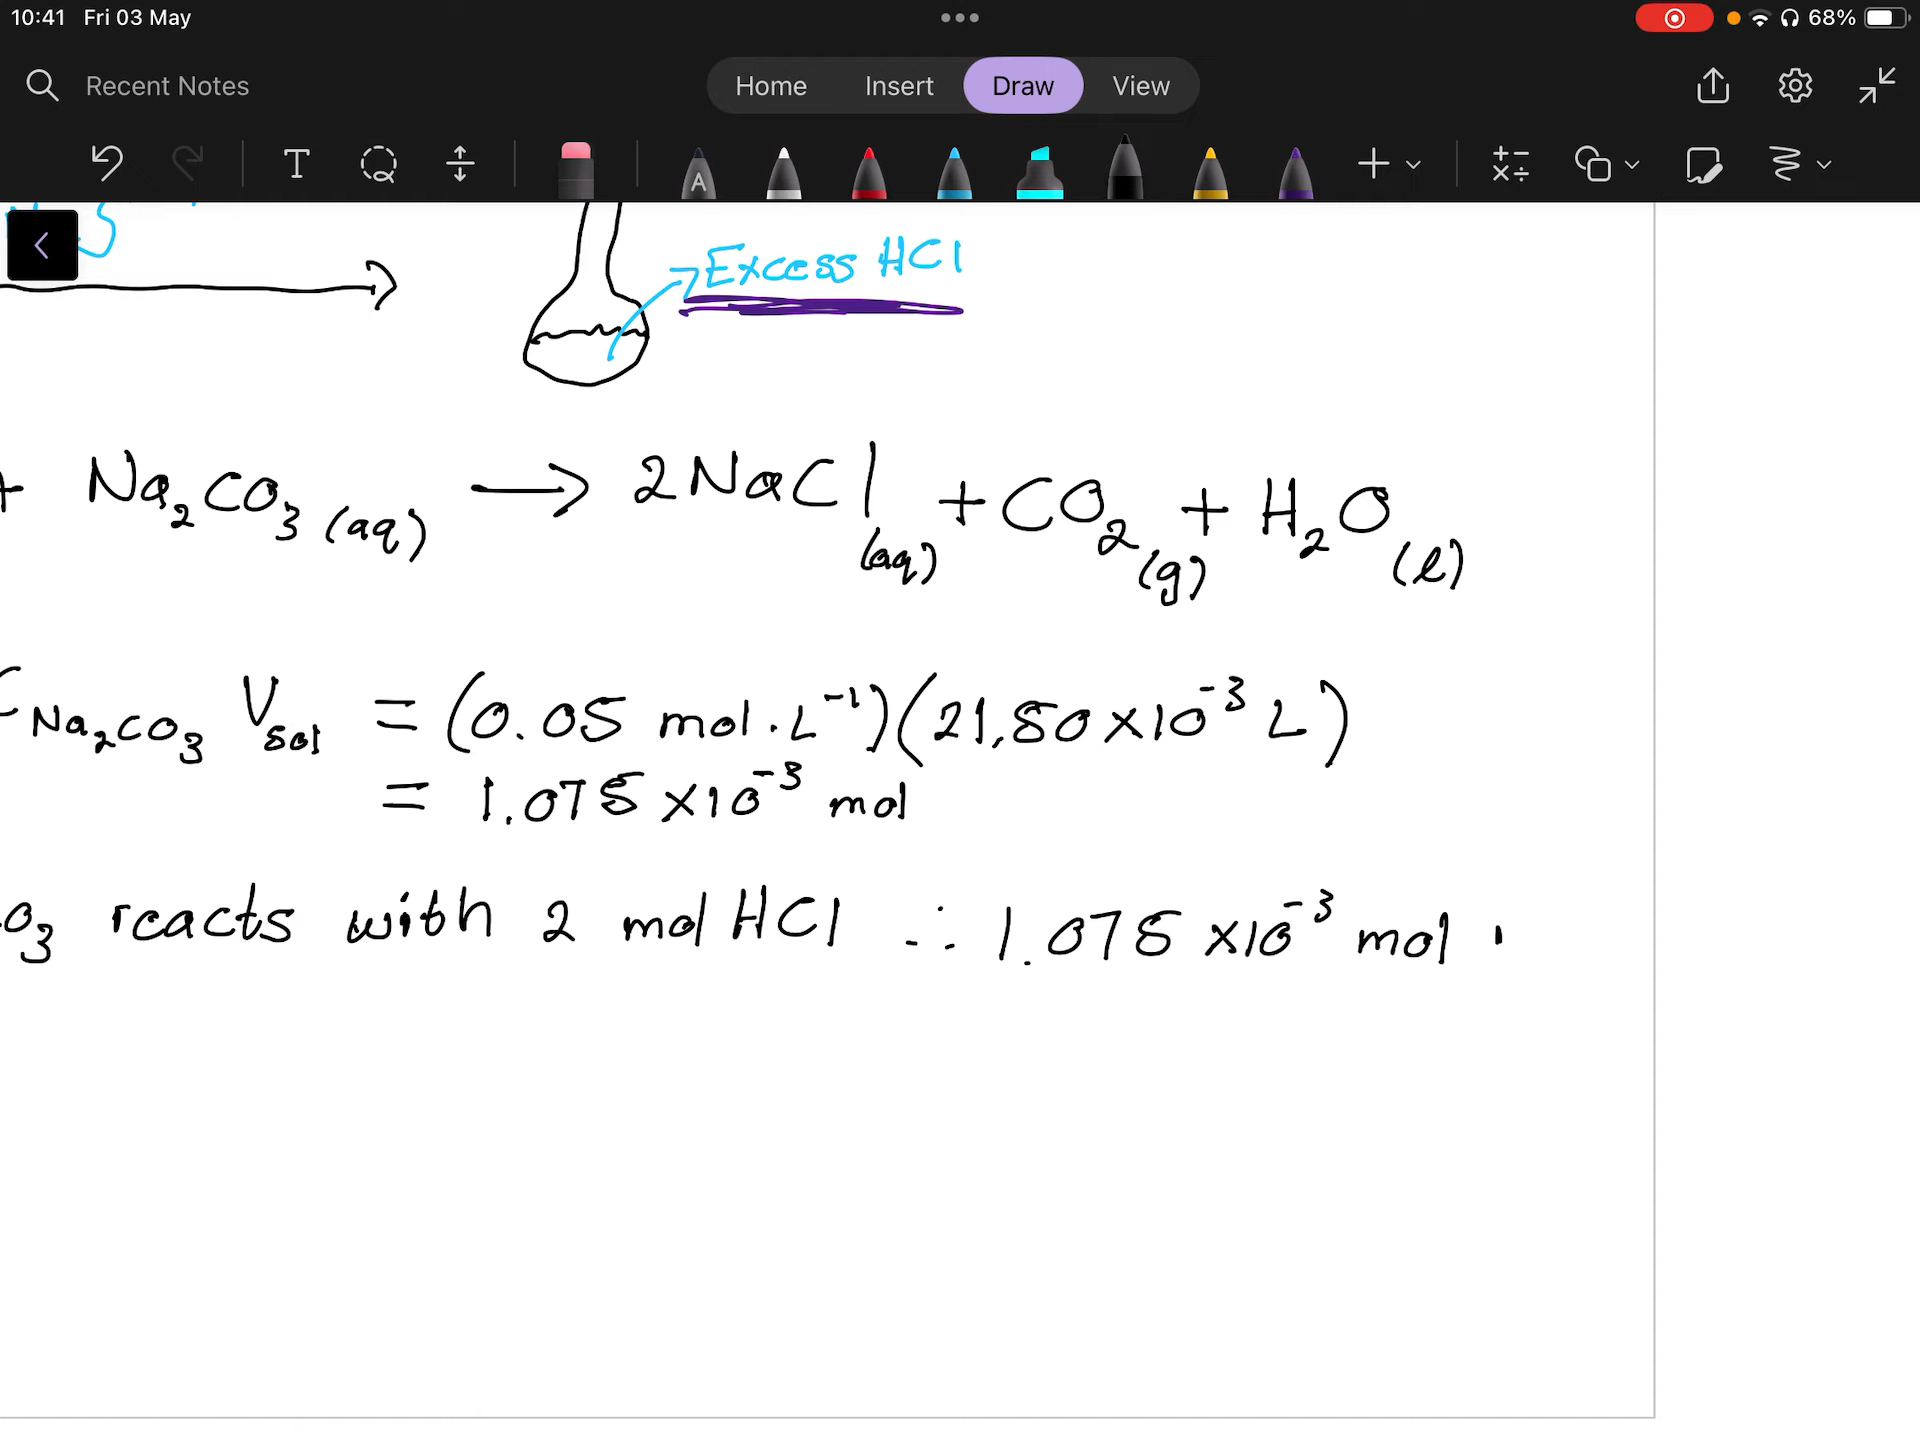 10:41 Fri 03 May 68%
Recent Notes Home Insert Draw View
T A
Excess HCl
+ Na₂CO₃ (aq) → 2NaCl (aq) + CO₂ (g) + H₂O (l)
C Na₂CO₃ V sol = (0.05 mol·L⁻¹)(21,50 ×10⁻³ L)
= 1.075 ×10⁻³ mol
O₃ reacts with 2 mol HCl ∴ 1.075 ×10⁻³ mol